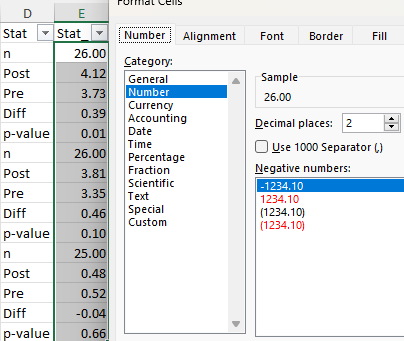 Format Cells
D E
Stat Stat_
n 26.00
Post 4.12
Pre 3.73
Diff 0.39
p-value 0.01
n 26.00
Post 3.81
Pre 3.35
Diff 0.46
p-value 0.10
n 25.00
Post 0.48
Pre 0.52
Diff -0.04
p-value 0.66
Number Alignment Font Border Fill
Category:
General
Number
Currency
Accounting
Date
Time
Percentage
Fraction
Scientific
Text
Special
Custom
Sample
26.00
Decimal places: 2
Use 1000 Separator (,)
Negative numbers:
-1234.10
1234.10
(1234.10)
(1234.10)